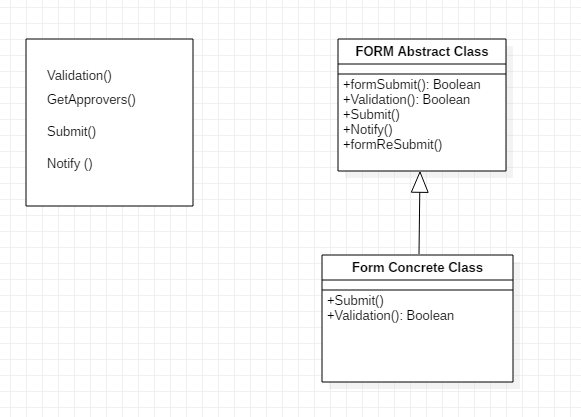 Validation()
GetApprovers()
Submit()
Notify ()
FORM Abstract Class
+formSubmit(): Boolean
+Validation(): Boolean
+Submit()
+Notify()
+formReSubmit()
Form Concrete Class
+Submit()
+Validation(): Boolean